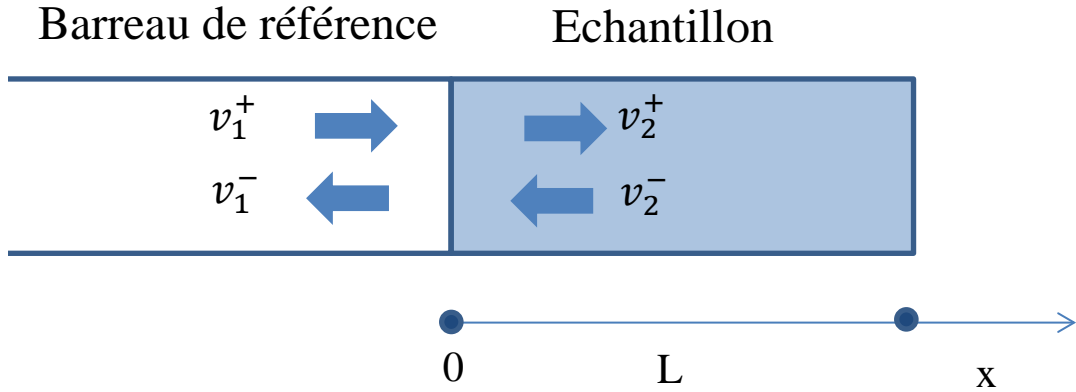 Barreau de référence Echantillon
v₁⁺ v₂⁺
v₁⁻ v₂⁻
0 L x